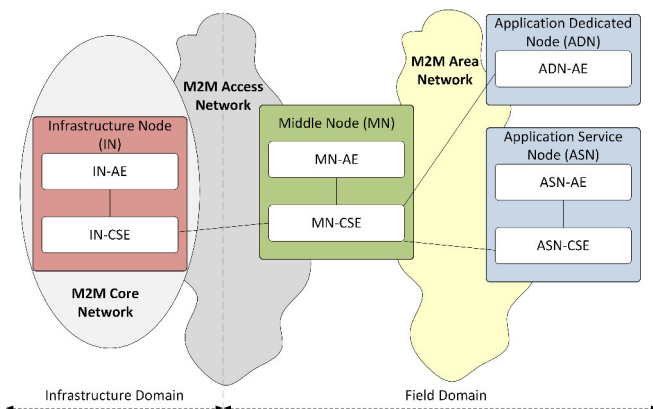 Application Dedicated
Node (ADN)
ADN-AE
M2M Area
Network
M2M Access
Network
Infrastructure Node
(IN)
IN-AE
IN-CSE
Middle Node (MN)
MN-AE
MN-CSE
Application Service
Node (ASN)
ASN-AE
ASN-CSE
M2M Core
Network
Infrastructure Domain
Field Domain